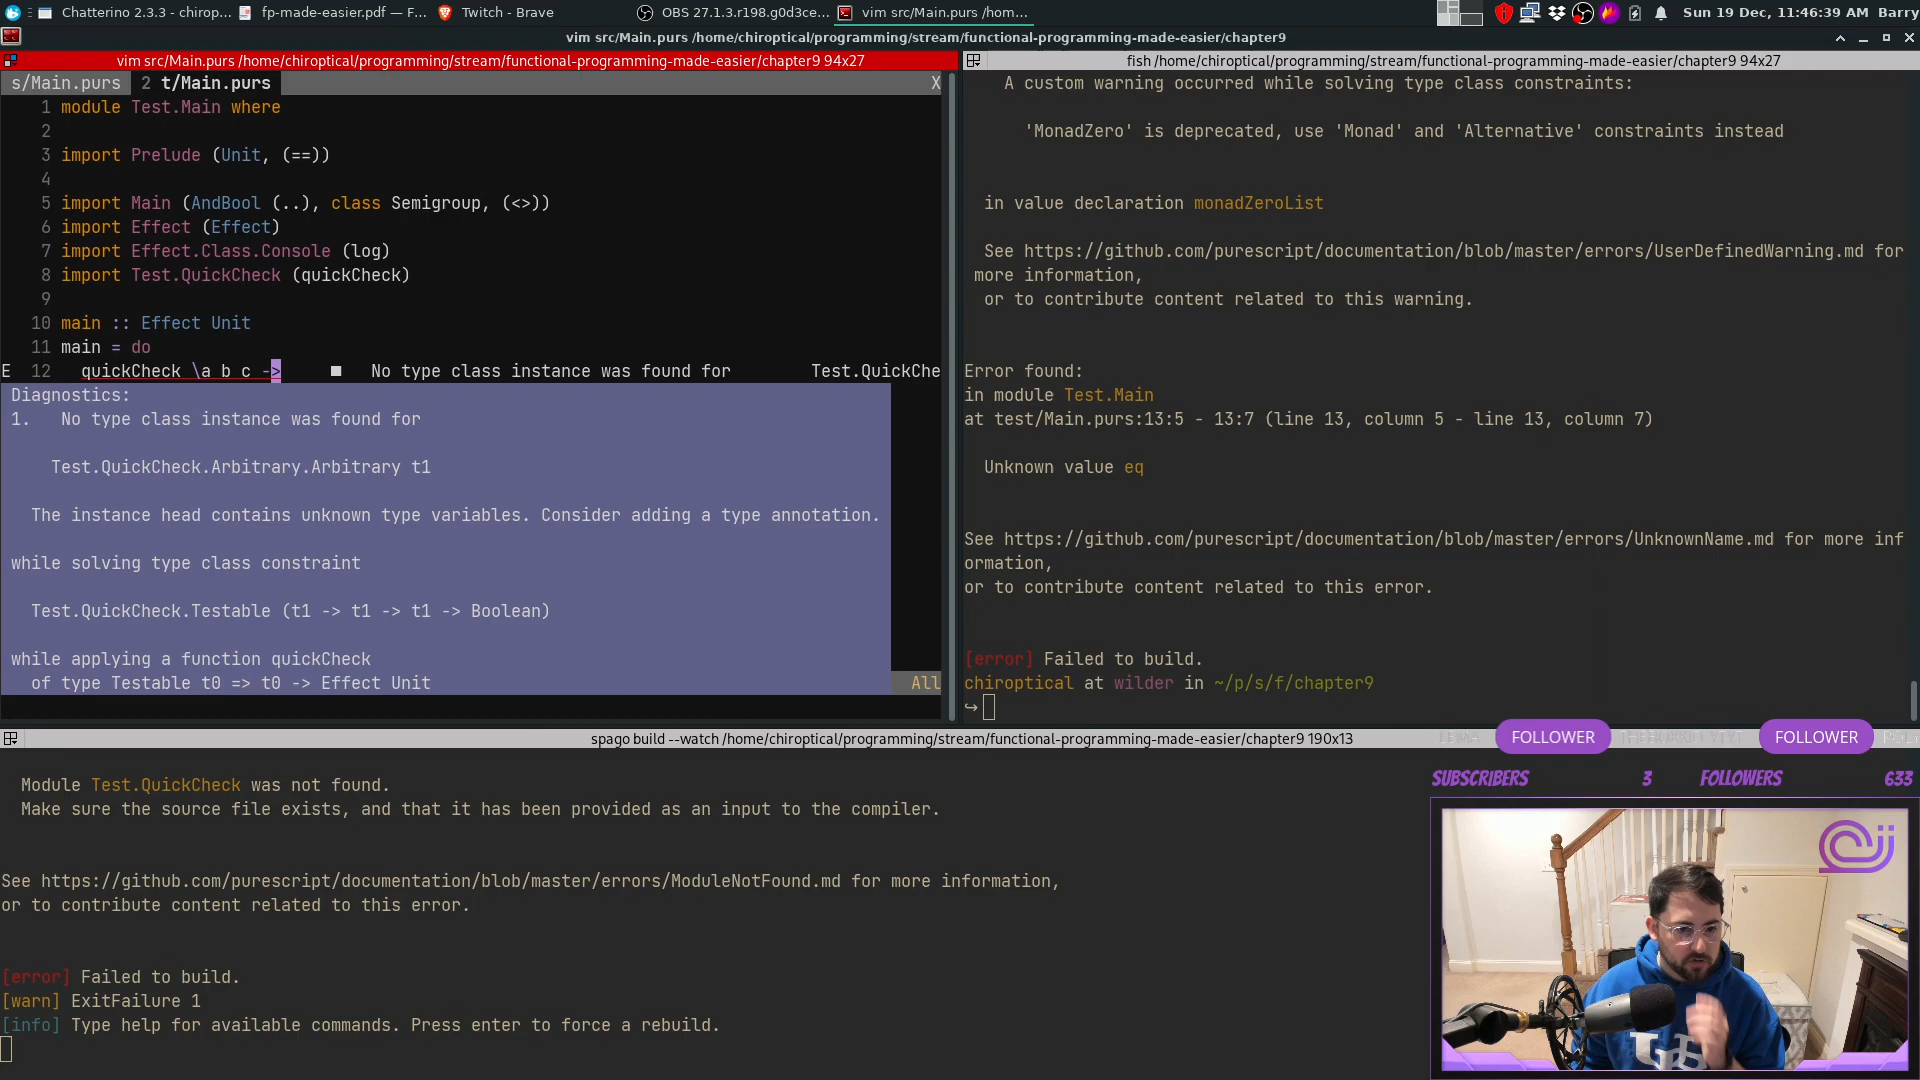 Chatterino 2.3.3 - chirop...
fp-made-easier.pdf — F...
Twitch - Brave
OBS 27.1.3.r198.g0d3ce...
vim src/Main.purs /hom...
Sun 19 Dec, 11:46:39 AM
Barry
vim src/Main.purs /home/chiroptical/programming/stream/functional-programming-made-easier/chapter9
vim src/Main.purs /home/chiroptical/programming/stream/functional-programming-made-easier/chapter9 94x27
s/Main.purs 2 t/Main.purs X
1 module Test.Main where
2
3 import Prelude (Unit, (==))
4
5 import Main (AndBool (..), class Semigroup, (<>))
6 import Effect (Effect)
7 import Effect.Class.Console (log)
8 import Test.QuickCheck (quickCheck)
9
10 main :: Effect Unit
11 main = do
E 12 quickCheck \a b c -> ■ No type class instance was found for Test.QuickChe
Diagnostics:
1. No type class instance was found for
Test.QuickCheck.Arbitrary.Arbitrary t1
The instance head contains unknown type variables. Consider adding a type annotation.
while solving type class constraint
Test.QuickCheck.Testable (t1 -> t1 -> t1 -> Boolean)
while applying a function quickCheck
of type Testable t0 => t0 -> Effect Unit
All
fish /home/chiroptical/programming/stream/functional-programming-made-easier/chapter9 94x27
A custom warning occurred while solving type class constraints:
'MonadZero' is deprecated, use 'Monad' and 'Alternative' constraints instead
in value declaration monadZeroList
See https://github.com/purescript/documentation/blob/master/errors/UserDefinedWarning.md for
more information,
or to contribute content related to this warning.
Error found:
in module Test.Main
at test/Main.purs:13:5 - 13:7 (line 13, column 5 - line 13, column 7)
Unknown value eq
See https://github.com/purescript/documentation/blob/master/errors/UnknownName.md for more inf
ormation,
or to contribute content related to this error.
[error] Failed to build.
chiroptical at wilder in ~/p/s/f/chapter9
↪
spago build --watch /home/chiroptical/programming/stream/functional-programming-made-easier/chapter9 190x13
Module Test.QuickCheck was not found.
Make sure the source file exists, and that it has been provided as an input to the compiler.
See https://github.com/purescript/documentation/blob/master/errors/ModuleNotFound.md for more information,
or to contribute content related to this error.
[error] Failed to build.
[warn] ExitFailure 1
[info] Type help for available commands. Press enter to force a rebuild.
FOLLOWER
FOLLOWER
SUBSCRIBERS 3 FOLLOWERS 633